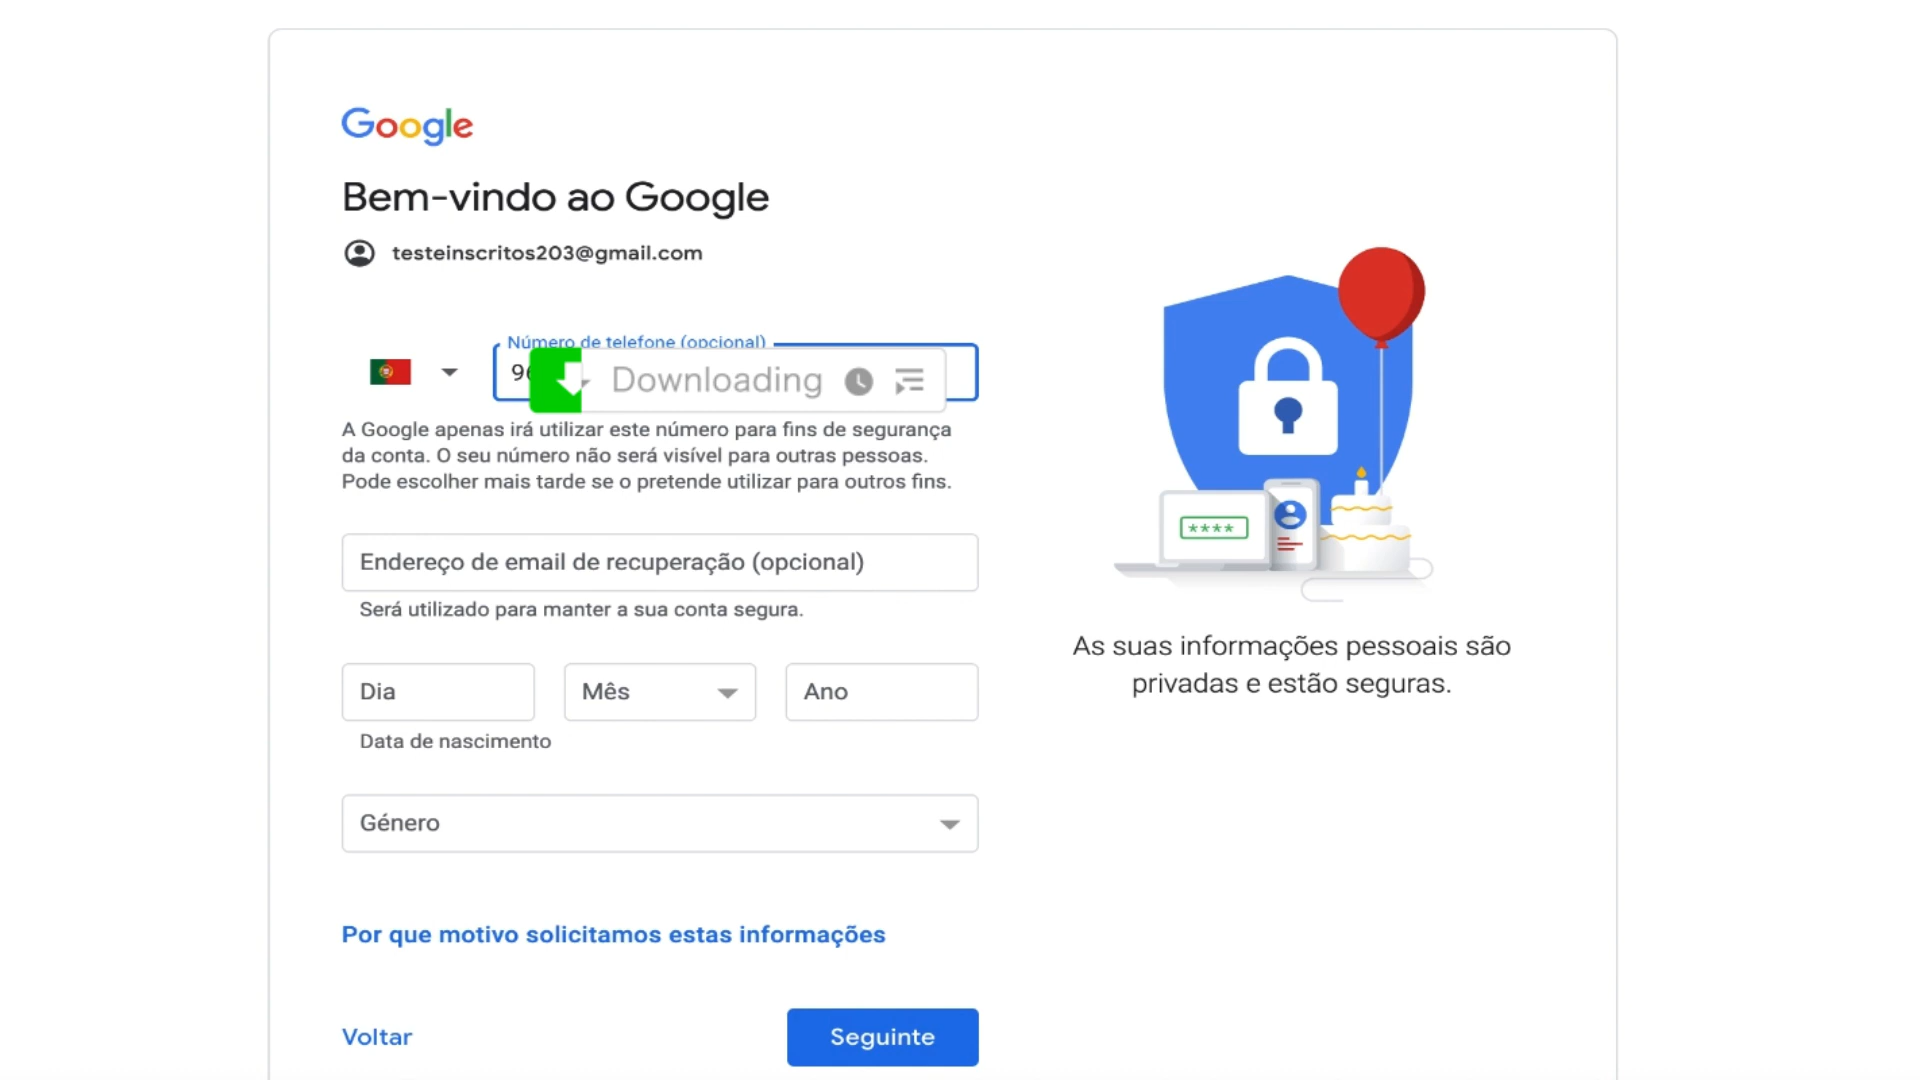 Google
Bem-vindo ao Google
testeinscritos203@gmail.com
Número de telefone (opcional)
Downloading
A Google apenas irá utilizar este número para fins de segurança
da conta. O seu número não será visível para outras pessoas.
Pode escolher mais tarde se o pretende utilizar para outros fins.
Endereço de email de recuperação (opcional)
Será utilizado para manter a sua conta segura.
Dia
Mês
Ano
Data de nascimento
Género
Por que motivo solicitamos estas informações
Voltar
Seguinte
****
As suas informações pessoais são
privadas e estão seguras.